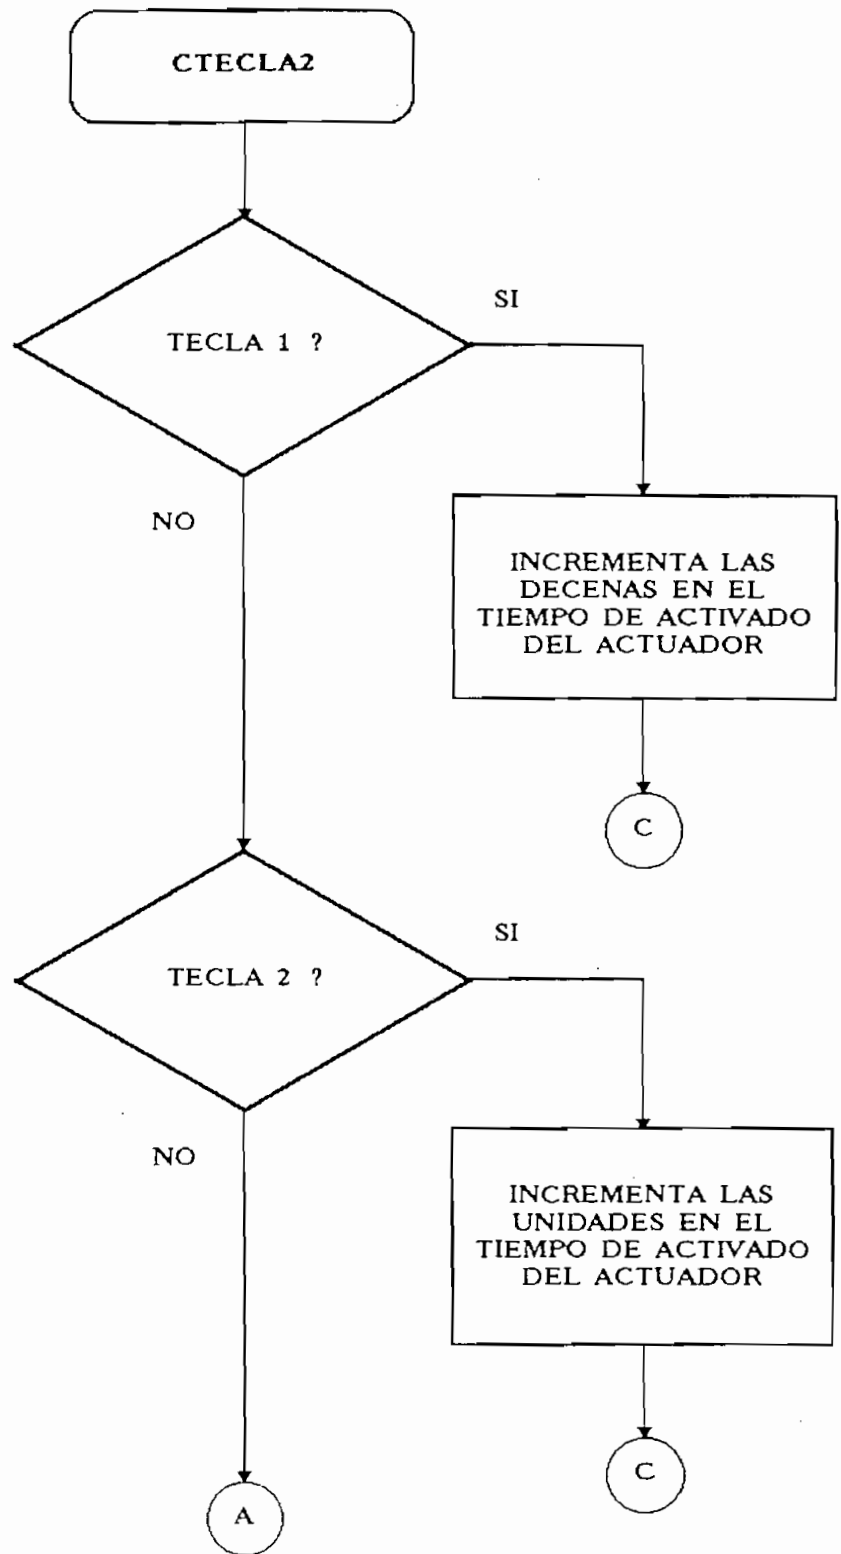 CTECLA2
TECLA 1 ?
SI
NO
INCREMENTA LAS
DECENAS EN EL
TIEMPO DE ACTIVADO
DEL ACTUADOR
C
TECLA 2 ?
SI
NO
INCREMENTA LAS
UNIDADES EN EL
TIEMPO DE ACTIVADO
DEL ACTUADOR
C
A